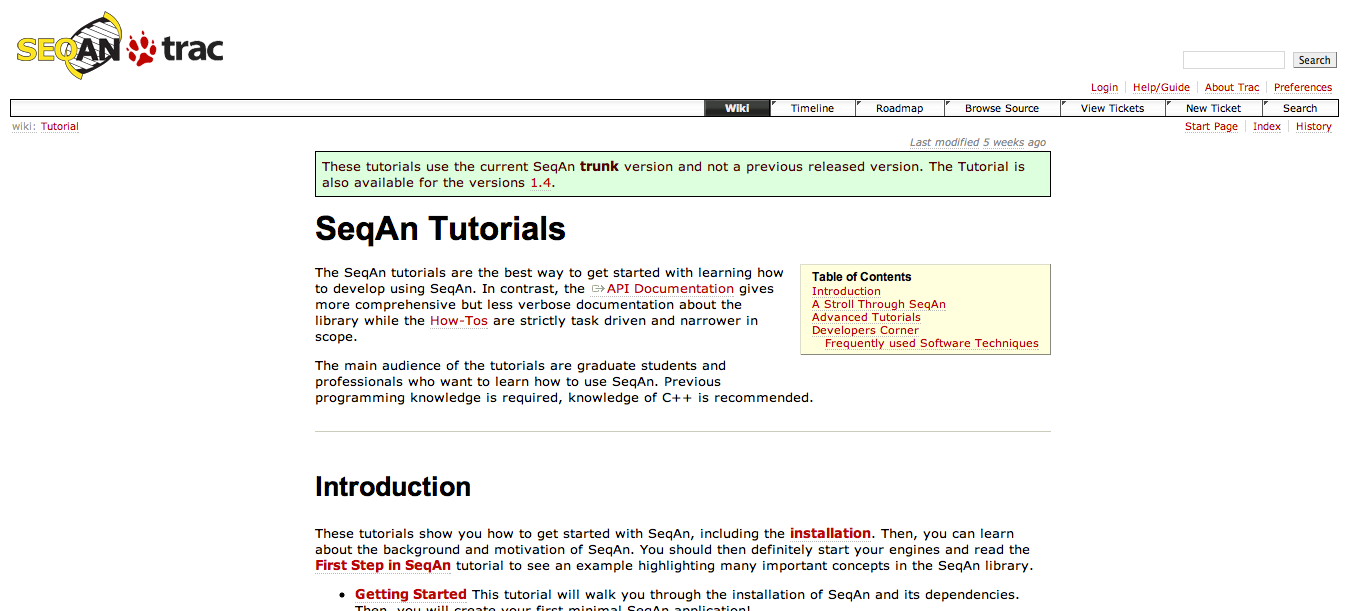 SEQAN trac
Search
Login Help/Guide About Trac Preferences
Wiki Timeline Roadmap Browse Source View Tickets New Ticket Search
wiki: Tutorial
Start Page Index History
Last modified 5 weeks ago
These tutorials use the current SeqAn trunk version and not a previous released version. The Tutorial is
also available for the versions 1.4.
SeqAn Tutorials
The SeqAn tutorials are the best way to get started with learning how
to develop using SeqAn. In contrast, the API Documentation gives
more comprehensive but less verbose documentation about the
library while the How-Tos are strictly task driven and narrower in
scope.
Table of Contents
Introduction
A Stroll Through SeqAn
Advanced Tutorials
Developers Corner
Frequently used Software Techniques
The main audience of the tutorials are graduate students and
professionals who want to learn how to use SeqAn. Previous
programming knowledge is required, knowledge of C++ is recommended.
Introduction
These tutorials show you how to get started with SeqAn, including the installation. Then, you can learn
about the background and motivation of SeqAn. You should then definitely start your engines and read the
First Step in SeqAn tutorial to see an example highlighting many important concepts in the SeqAn library.
• Getting Started This tutorial will walk you through the installation of SeqAn and its dependencies.
Then, you will create your first minimal SeqAn application!